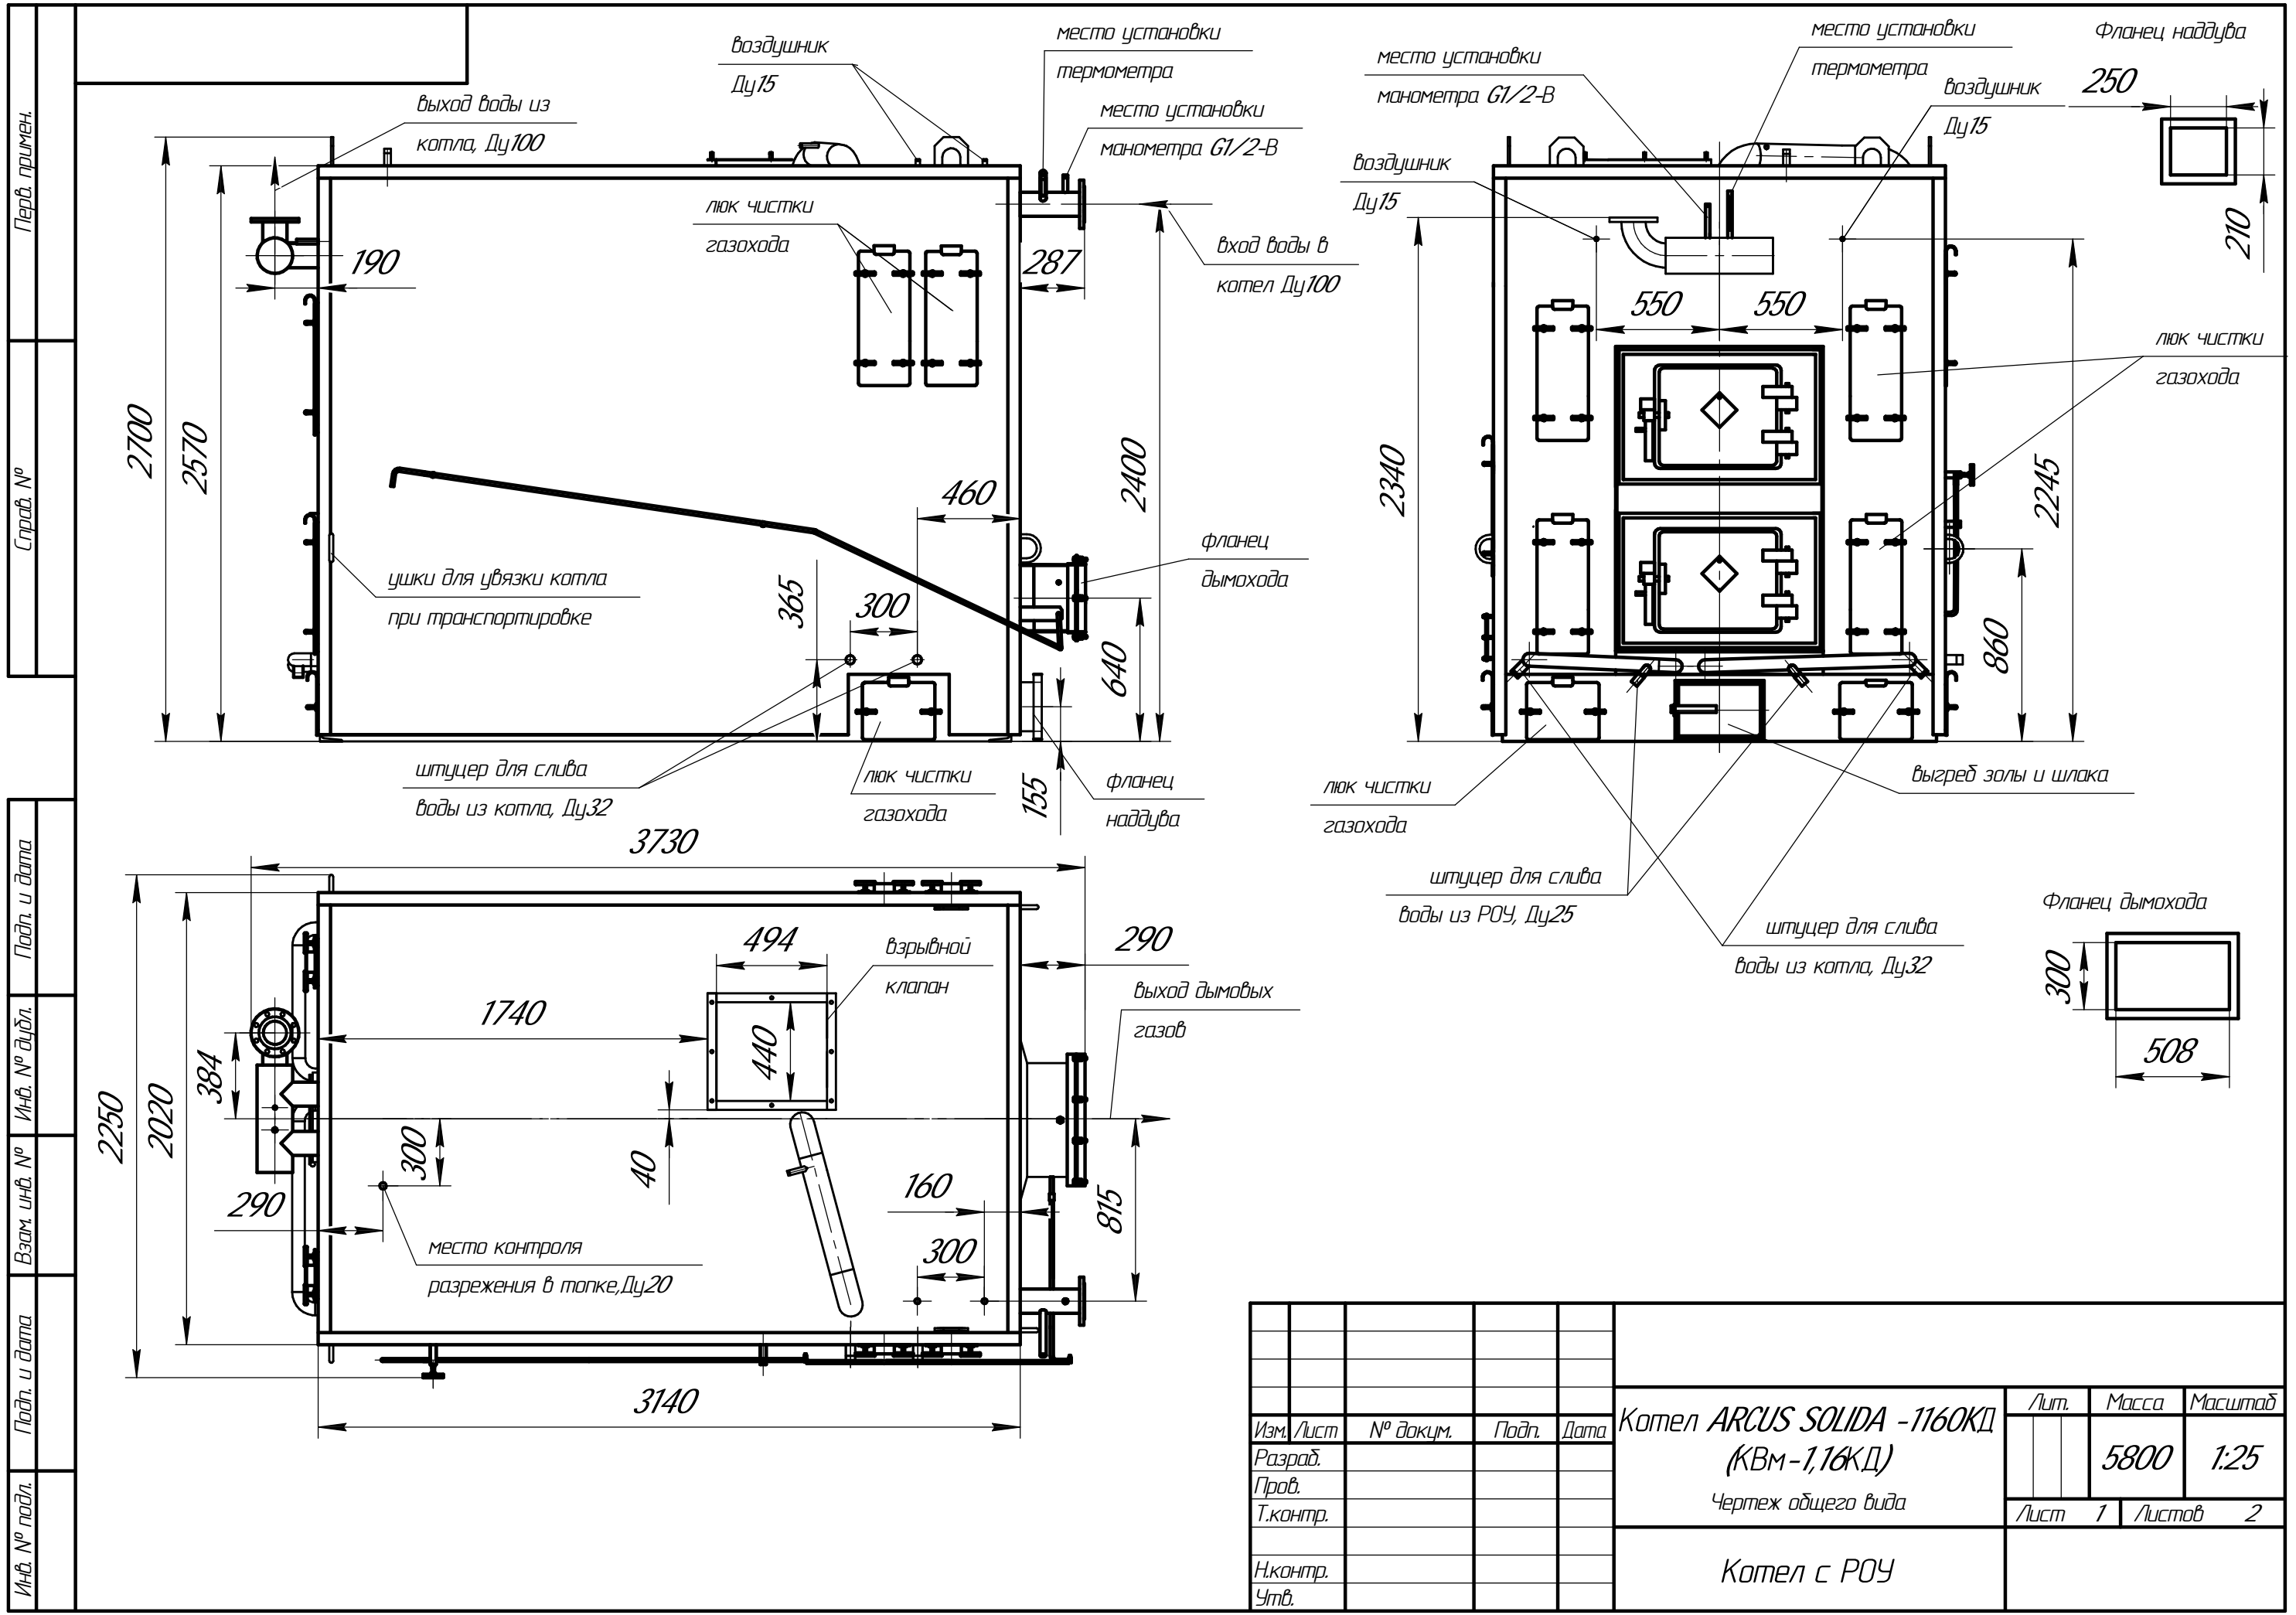 Перв. примен.
Справ. №
Подп. и дата
Инв. № дубл.
Взам. инв. №
Подп. и дата
Инв. № подл.
выход воды из
котла, Ду100
воздушник
Ду15
место установки
термометра
место установки
манометра G1/2-В
люк чистки
газохода
вход воды в
котел Ду100
190
287
2700
2570
2400
460
365
300
640
155
ушки для увязки котла
при транспортировке
фланец
дымохода
штуцер для слива
воды из котла, Ду32
люк чистки
газохода
фланец
наддува
место установки
манометра G1/2-В
место установки
термометра
воздушник
Ду15
воздушник
Ду15
550
550
2340
2245
860
люк чистки
газохода
люк чистки
газохода
выгреб золы и шлака
штуцер для слива
воды из РОУ, Ду25
штуцер для слива
воды из котла, Ду32
Фланец наддува
250
210
Фланец дымохода
300
508
3730
494
взрывной
клапан
290
1740
440
выход дымовых
газов
384
2250
2020
300
40
290
160
815
300
место контроля
разрежения в топке,Ду20
3140
Изм. Лист № докум. Подп. Дата
Разраб.
Пров.
Т.контр.
Н.контр.
Утв.
Котел ARCUS SOLIDA -1160КД
(КВм-1,16КД)
Чертеж общего вида
Лит. Масса Масштаб
5800 1:25
Лист 1 Листов 2
Котел с РОУ